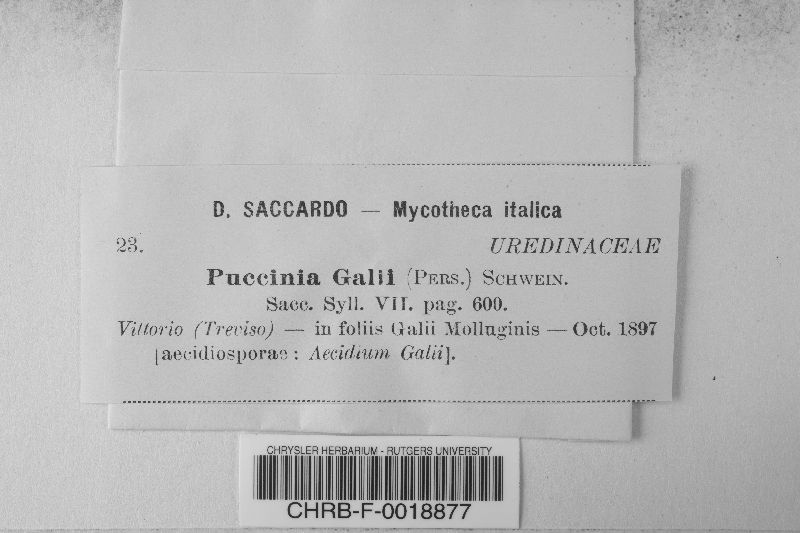 D. SACCARDO — Mycotheca italica
23. UREDINACEAE
Puccinia Galii (PERS.) SCHWEIN.
Sacc. Syll. VII. pag. 600.
Vittorio (Treviso) — in foliis Galii Molluginis — Oct. 1897
[aecidiosporae: Aecidium Galii].
CHRYSLER HERBARIUM - RUTGERS UNIVERSITY
CHRB-F-0018877